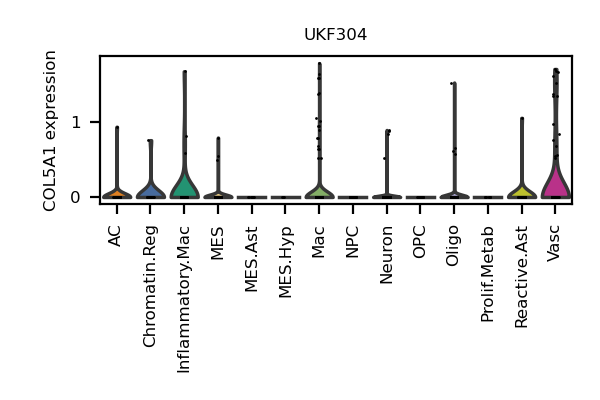 UKF304
COL5A1 expression
1
0
AC
Chromatin.Reg
Inflammatory.Mac
MES
MES.Ast
MES.Hyp
Mac
NPC
Neuron
OPC
Oligo
Prolif.Metab
Reactive.Ast
Vasc